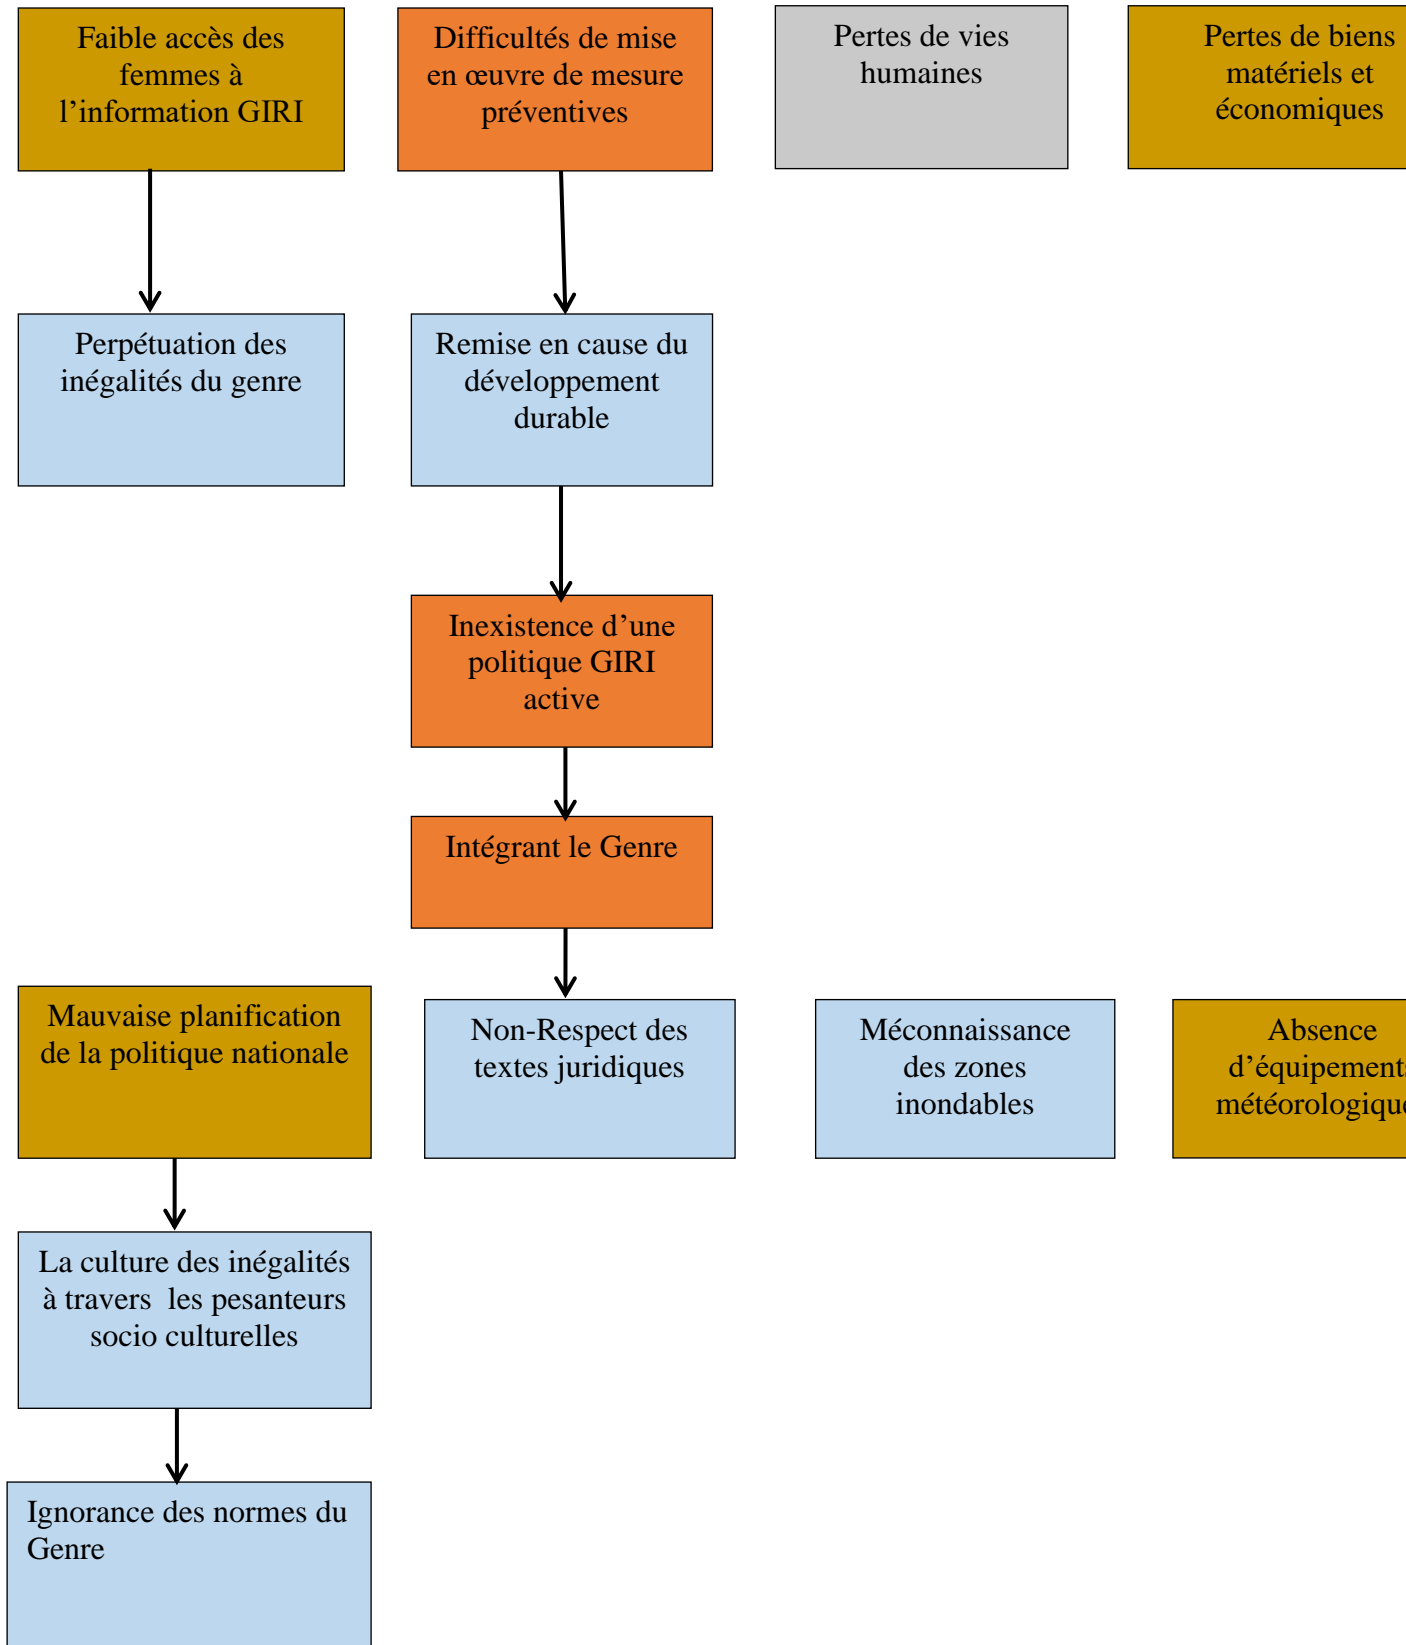 Faible accès des
femmes à
l’information GIRI
Difficultés de mise
en œuvre de mesure
préventives
Pertes de vies
humaines
Pertes de biens
matériels et
économiques
Perpétuation des
inégalités du genre
Remise en cause du
développement
durable
Inexistence d’une
politique GIRI
active
Intégrant le Genre
Mauvaise planification
de la politique nationale
Non-Respect des
textes juridiques
Méconnaissance
des zones
inondables
Absence
d’équipements
La culture des inégalités
à travers les pesanteurs
socio culturelles
Ignorance des normes du
Genre